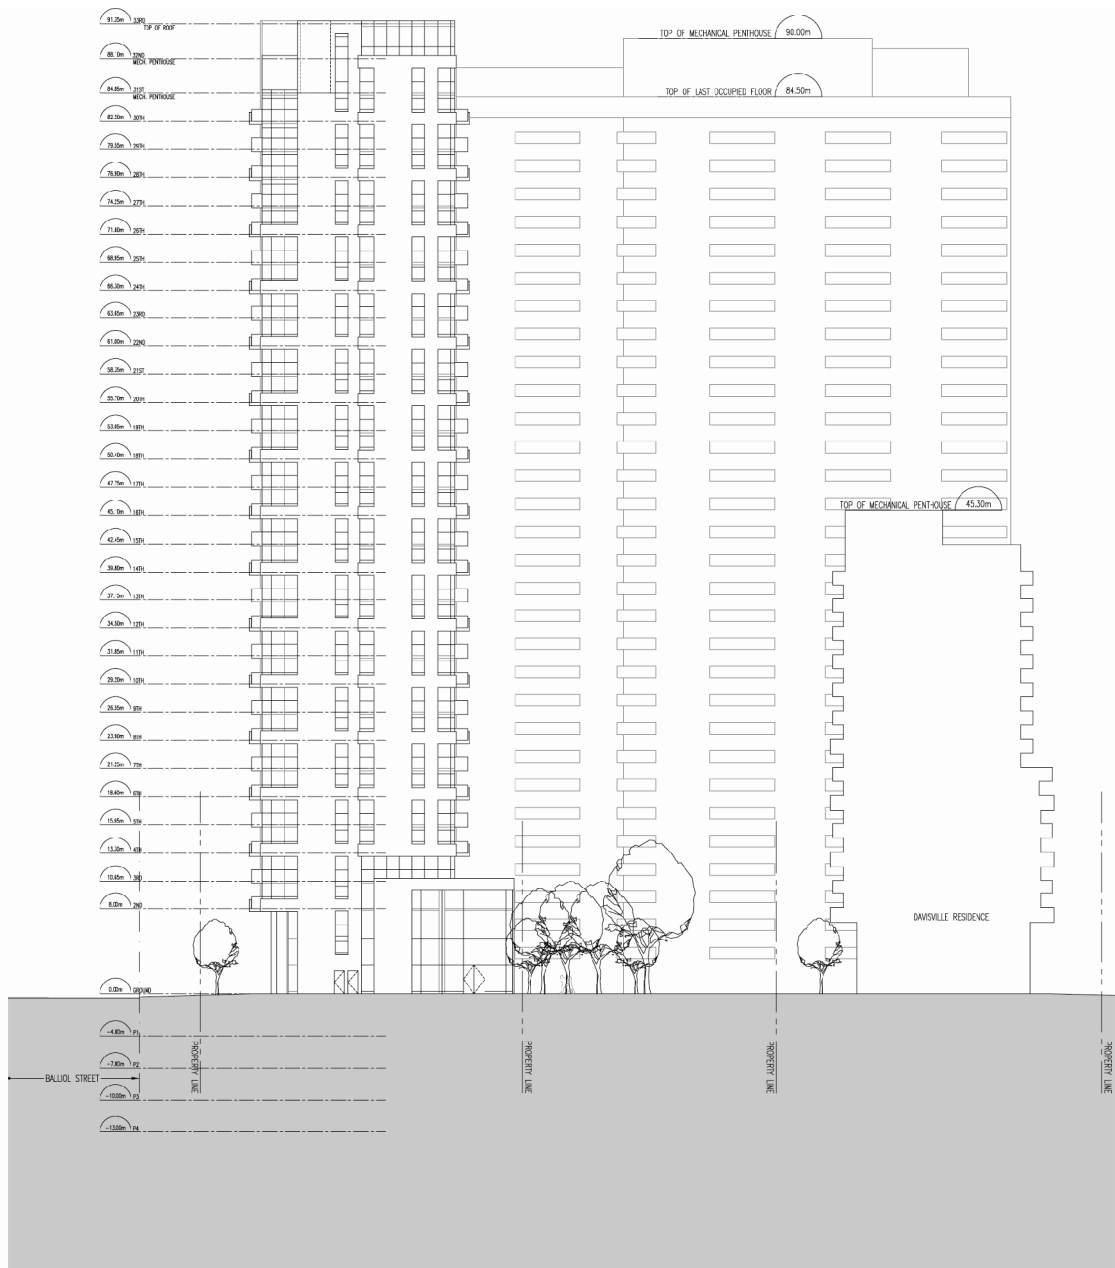 91.35m 33RD
TOP OF ROOF
TOP OF MECHANICAL PENTHOUSE 90.00m
88.10m 32ND
MECH. PENTHOUSE
84.85m 31ST
MECH. PENTHOUSE
TOP OF LAST OCCUPIED FLOOR 84.50m
82.20m 30TH
79.55m 29TH
76.90m 28TH
74.25m 27TH
71.60m 26TH
68.95m 25TH
66.30m 24TH
63.65m 23RD
61.00m 22ND
58.35m 21ST
55.70m 20TH
53.05m 19TH
50.40m 18TH
47.75m 17TH
TOP OF MECHANICAL PENTHOUSE 45.30m
45.10m 16TH
42.45m 15TH
39.80m 14TH
37.15m 13TH
34.50m 12TH
31.85m 11TH
29.20m 10TH
26.55m 9TH
23.90m 8TH
21.25m 7TH
18.60m 6TH
15.95m 5TH
13.30m 4TH
10.65m 3RD
8.00m 2ND
DAVISVILLE RESIDENCE
0.00m GROUND
P1
P2
BALLIOL STREET
-10.00m P3
-13.00m P4
PROPERTY LINE
PROPERTY LINE
PROPERTY LINE
PROPERTY LINE